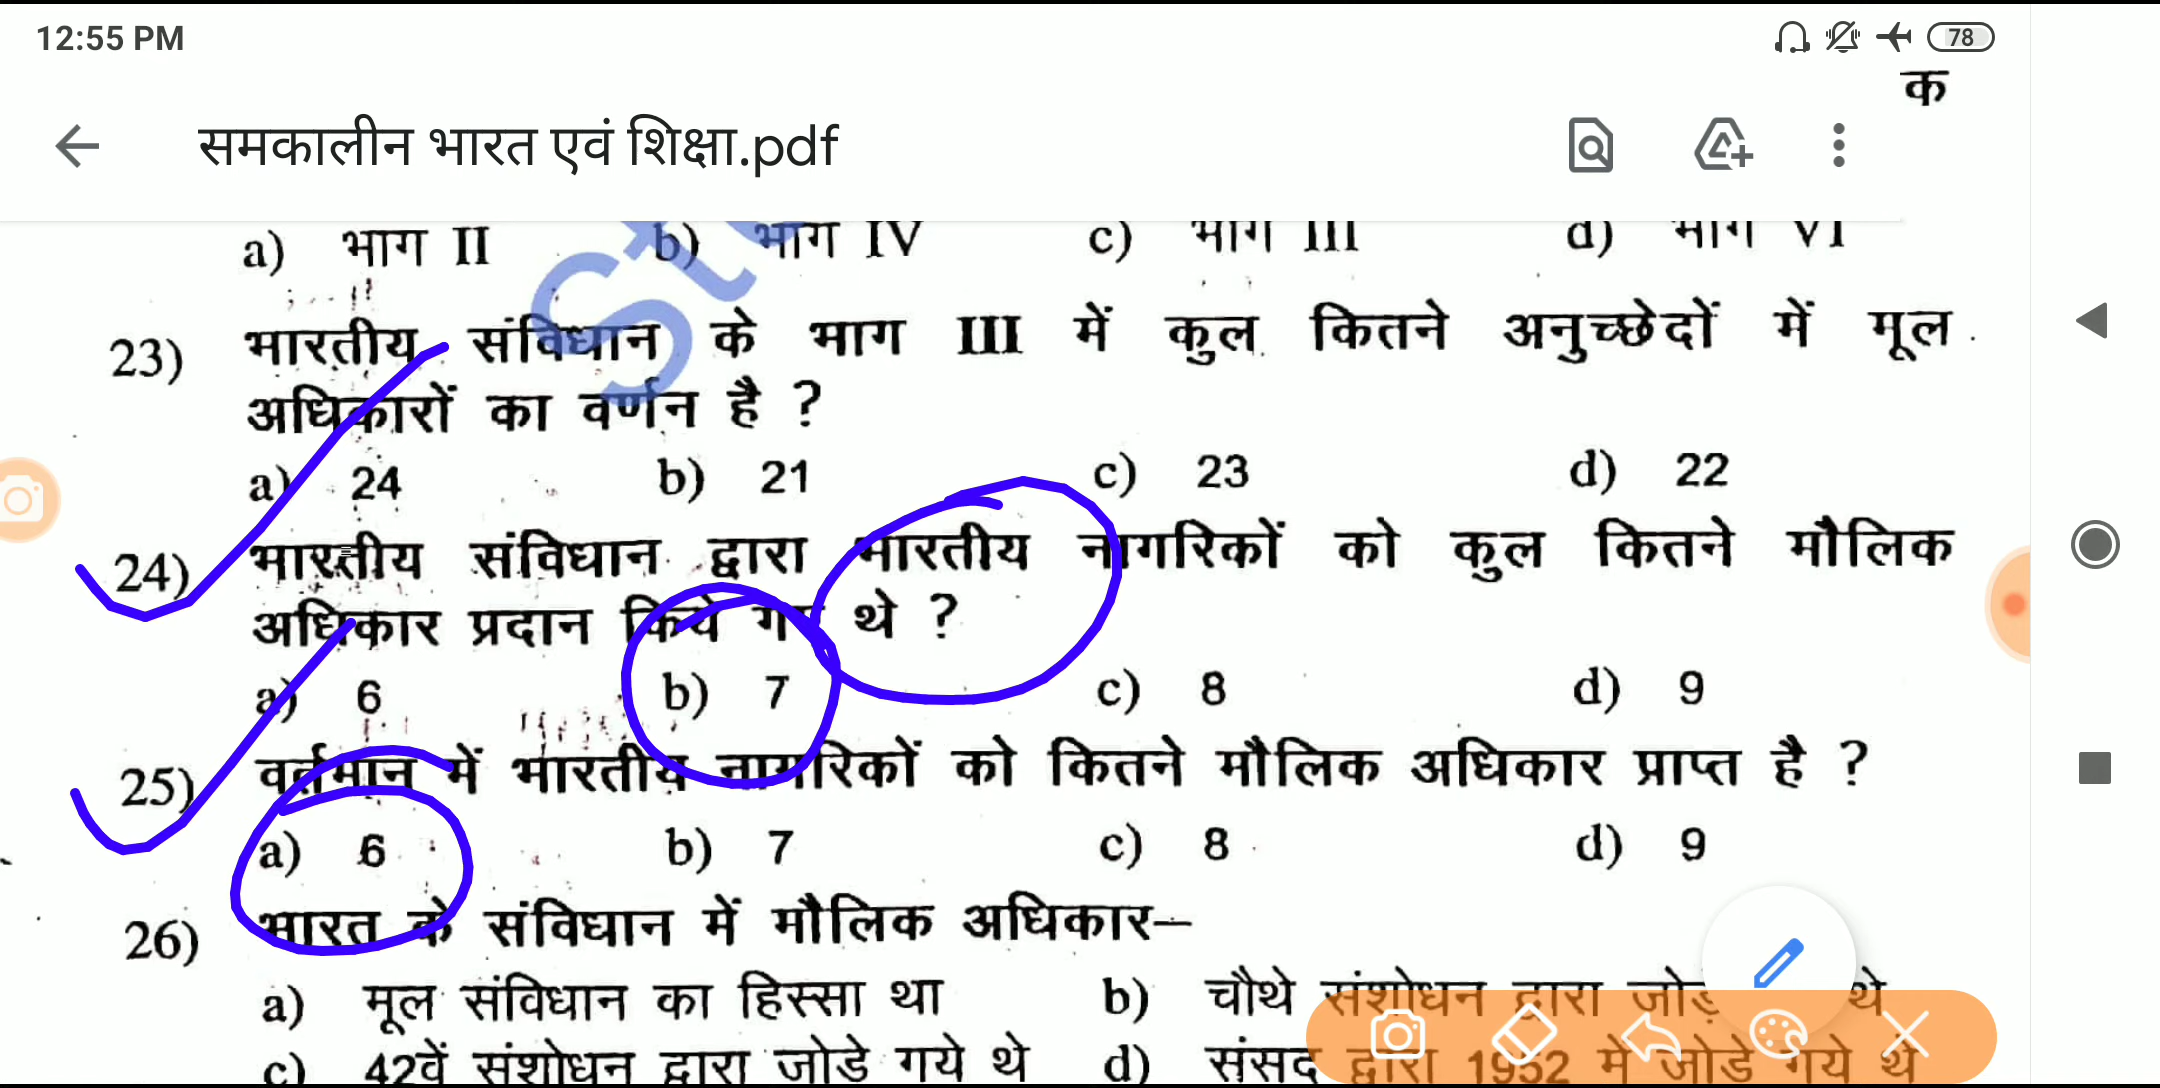 12:55 PM
78
क
समकालीन भारत एवं शिक्षा.pdf
a) भाग II b) भाग IV c) भाग III d) भाग VI
23) भारतीय संविधान के भाग III में कुल कितने अनुच्छेदों में मूल
अधिकारों का वर्णन है ?
a) 24 b) 21 c) 23 d) 22
24) भारतीय संविधान द्वारा भारतीय नागरिकों को कुल कितने मौलिक
अधिकार प्रदान किये गए थे ?
a) 6 b) 7 c) 8 d) 9
25) वर्तमान में भारतीय नागरिकों को कितने मौलिक अधिकार प्राप्त है ?
a) 6 b) 7 c) 8 d) 9
26) भारत के संविधान में मौलिक अधिकार–
a) मूल संविधान का हिस्सा था b) चौथे संशोधन द्वारा जोड़े थे
c) 42वें संशोधन द्वारा जोडे गये थे d) संसद द्वारा 1952 में जोडे गये थे